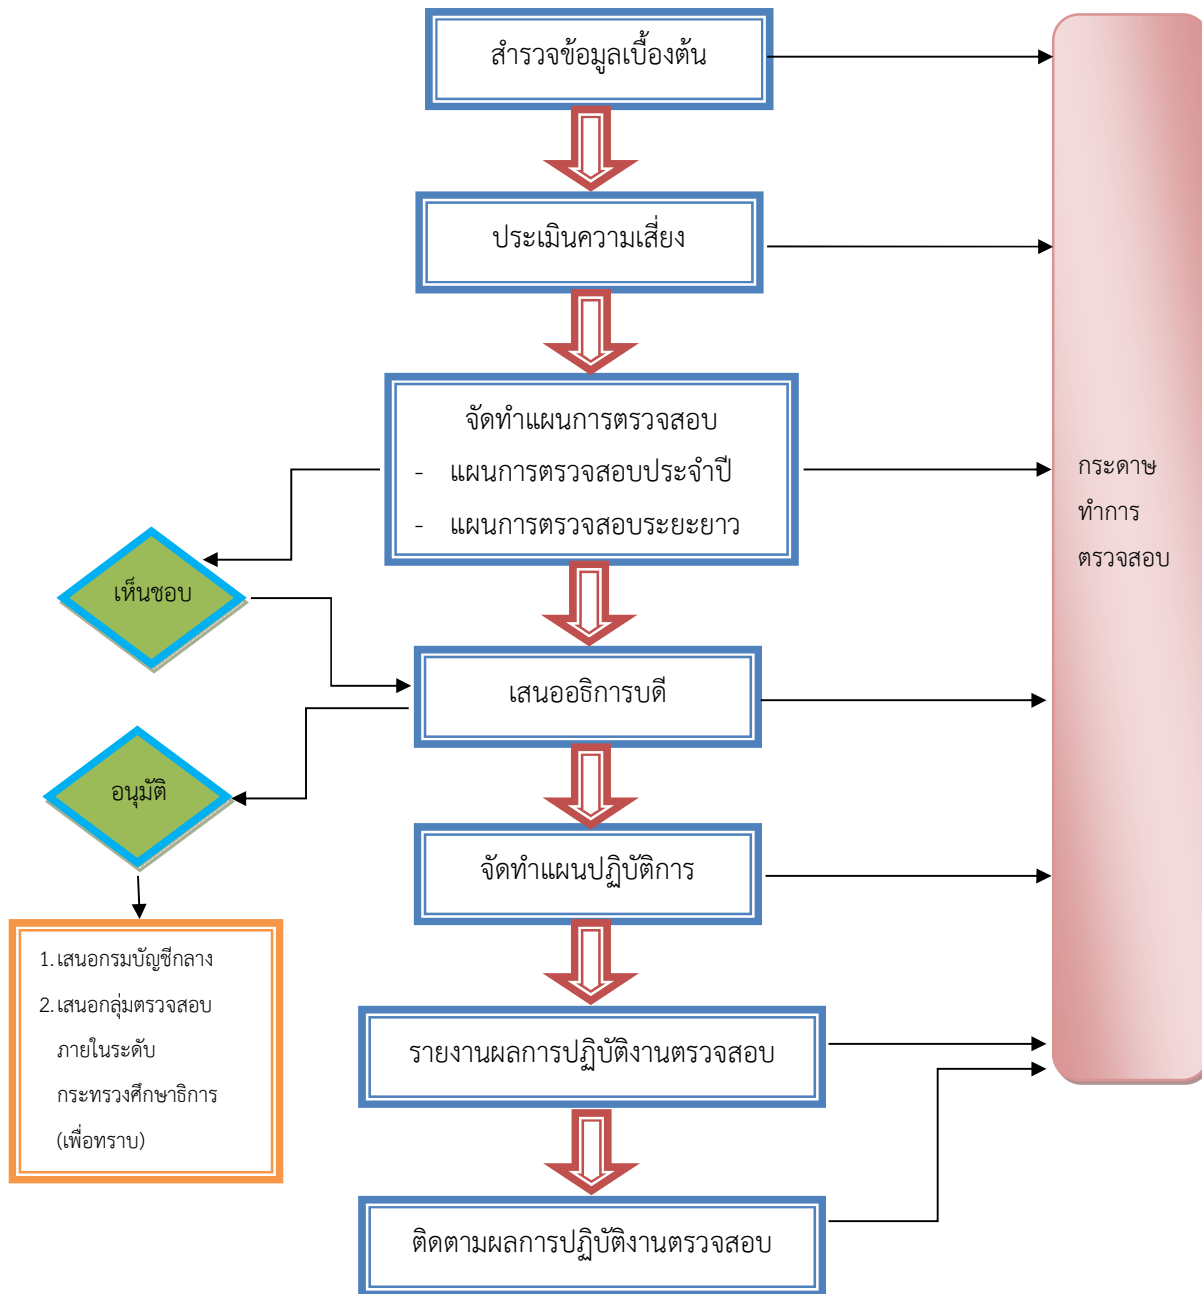 สำรวจข้อมูลเบื้องต้น
ประเมินความเสี่ยง
จัดทำแผนการตรวจสอบ
- แผนการตรวจสอบประจำปี
- แผนการตรวจสอบระยะยาว
กระดาษ
ทำการ
ตรวจสอบ
เห็นชอบ
เสนออธิการบดี
อนุมัติ
จัดทำแผนปฏิบัติการ
1. เสนอกรมบัญชีกลาง
2. เสนอกลุ่มตรวจสอบ
ภายในระดับ
กระทรวงศึกษาธิการ
(เพื่อทราบ)
รายงานผลการปฏิบัติงานตรวจสอบ
ติดตามผลการปฏิบัติงานตรวจสอบ